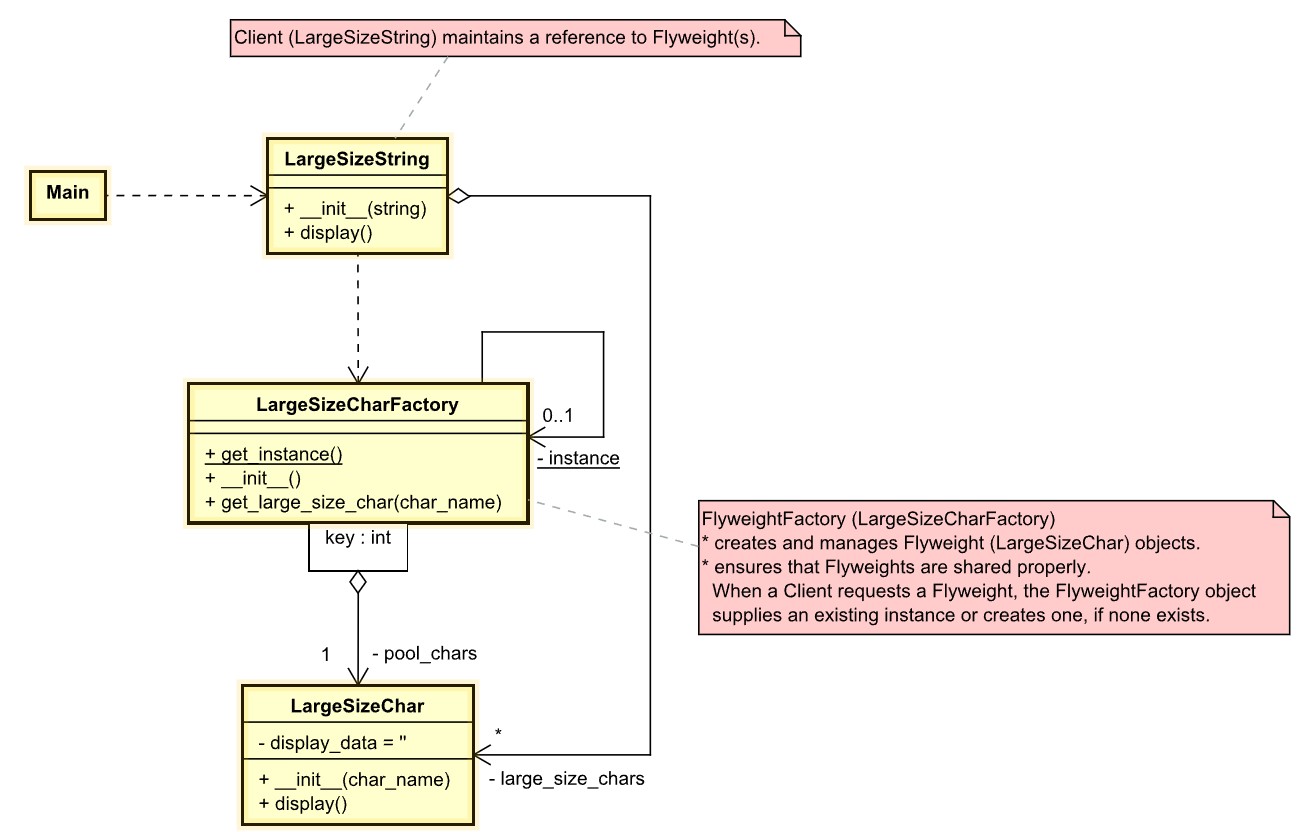 Client (LargeSizeString) maintains a reference to Flyweight(s).
LargeSizeString
Main
+ __init__(string)
+ display()
LargeSizeCharFactory
0..1
+ get_instance()
- instance
+ __init__()
+ get_large_size_char(char_name)
FlyweightFactory (LargeSizeCharFactory)
* creates and manages Flyweight (LargeSizeChar) objects.
* ensures that Flyweights are shared properly.
When a Client requests a Flyweight, the FlyweightFactory object
supplies an existing instance or creates one, if none exists.
key : int
1
- pool_chars
LargeSizeChar
- display_data = ''
*
+ __init__(char_name)
- large_size_chars
+ display()